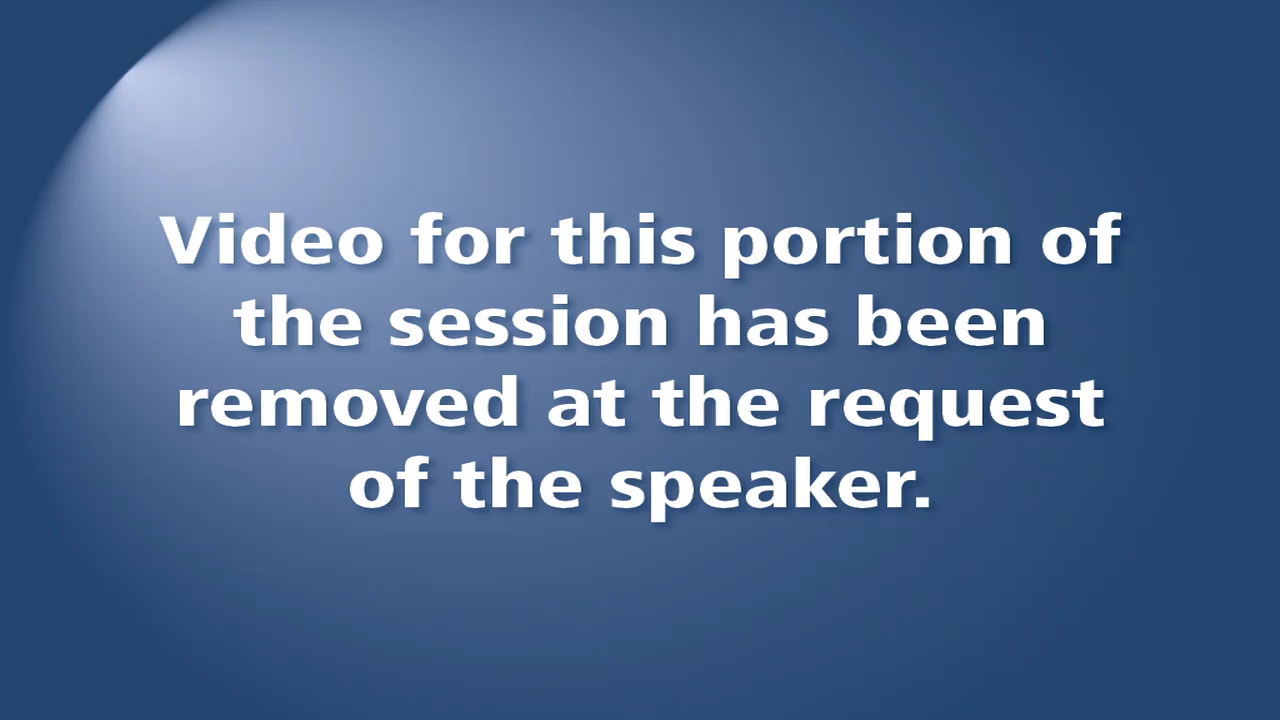 Video for this portion of
the session has been
removed at the request
of the speaker.